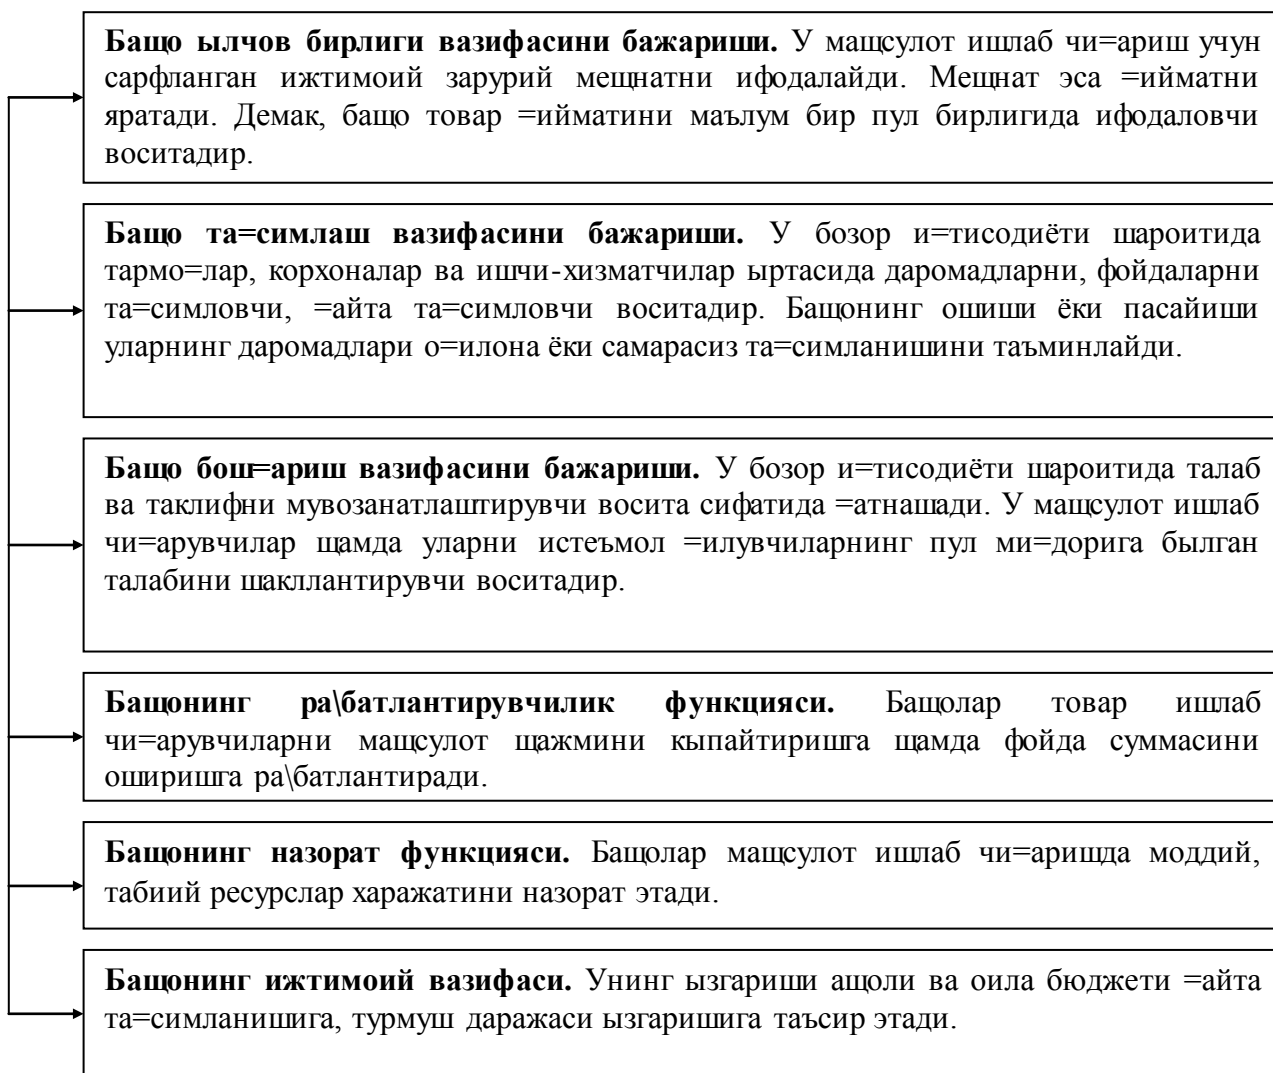 Бащо ылчов бирлиги вазифасини бажариши. У мащсулот ишлаб чи=ариш учун
сарфланган ижтимоий зарурий мещнатни ифодалайди. Мещнат эса =ийматни
яратади. Демак, бащо товар =ийматини маълум бир пул бирлигида ифодаловчи
воситадир.
Бащо та=симлаш вазифасини бажариши. У бозор и=тисодиёти шароитида
тармо=лар, корхоналар ва ишчи-хизматчилар ыртасида даромадларни, фойдаларни
та=симловчи, =айта та=симловчи воситадир. Бащонинг ошиши ёки пасайиши
уларнинг даромадлари о=илона ёки самарасиз та=симланишини таъминлайди.
Бащо бош=ариш вазифасини бажариши. У бозор и=тисодиёти шароитида талаб
ва таклифни мувозанатлаштирувчи восита сифатида =атнашади. У мащсулот ишлаб
чи=арувчилар щамда уларни истеъмол =илувчиларнинг пул ми=дорига былган
талабини шакллантирувчи воситадир.
Бащонинг ра\батлантирувчилик функцияси. Бащолар товар ишлаб
чи=арувчиларни мащсулот щажмини кыпайтиришга щамда фойда суммасини
оширишга ра\батлантиради.
Бащонинг назорат функцияси. Бащолар мащсулот ишлаб чи=аришда моддий,
табиий ресурслар харажатини назорат этади.
Бащонинг ижтимоий вазифаси. Унинг ызгариши ащоли ва оила бюджети =айта
та=симланишига, турмуш даражаси ызгаришига таъсир этади.